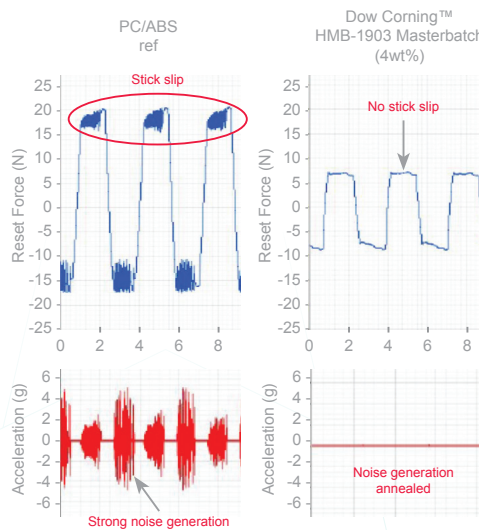 PC/ABS
ref
Dow Corning™
HMB-1903 Masterbatch
(4wt%)
Stick slip
No stick slip
Reset Force (N)
25
20
15
10
5
0
-5
-10
-15
-20
-25
0 2 4 6 8
Reset Force (N)
25
20
15
10
5
0
-5
-10
-15
-20
-25
0 2 4 6 8
Acceleration (g)
6
4
2
0
-2
-4
-6
Strong noise generation
Acceleration (g)
6
4
2
0
-2
-4
-6
Noise generation
annealed